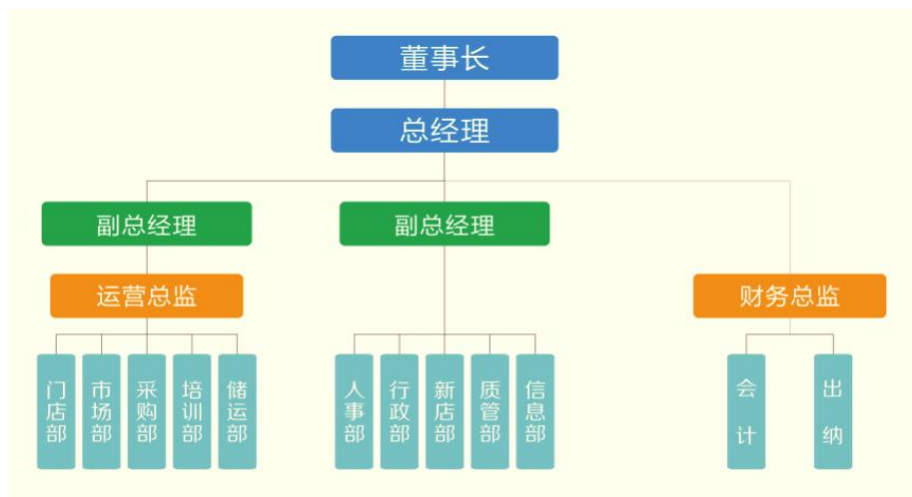 董事长
总经理
副总经理
副总经理
运营总监
财务总监
门店部
市场部
采购部
培训部
储运部
人事部
行政部
新店部
质管部
信息部
会计
出纳